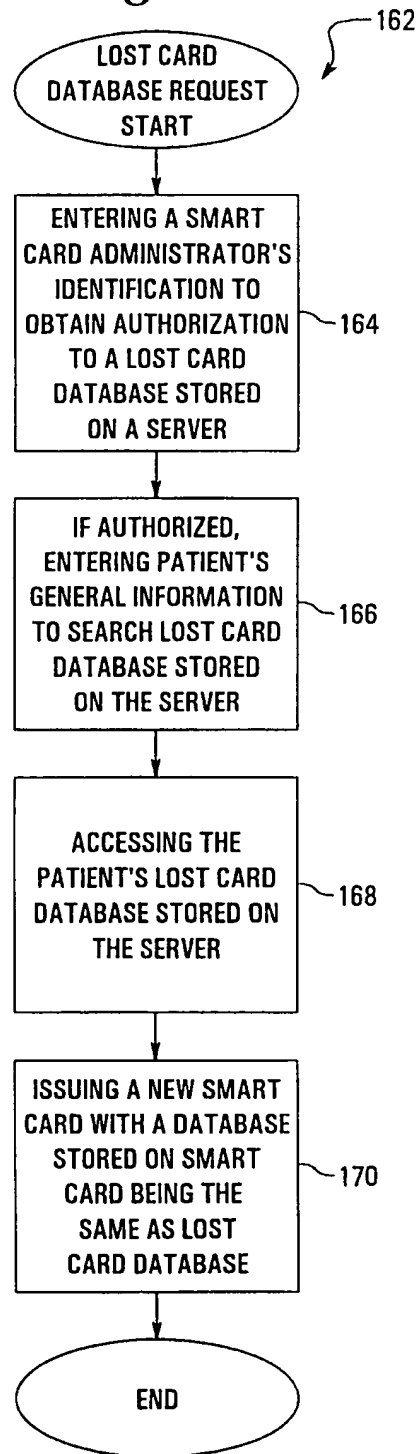 162
LOST CARD
DATABASE REQUEST
START
ENTERING A SMART
CARD ADMINISTRATOR'S
IDENTIFICATION TO
OBTAIN AUTHORIZATION
TO A LOST CARD
DATABASE STORED
ON A SERVER
164
IF AUTHORIZED,
ENTERING PATIENT'S
GENERAL INFORMATION
TO SEARCH LOST CARD
DATABASE STORED
ON THE SERVER
166
ACCESSING THE
PATIENT'S LOST CARD
DATABASE STORED ON
THE SERVER
168
ISSUING A NEW SMART
CARD WITH A DATABASE
STORED ON SMART
CARD BEING THE
SAME AS LOST
CARD DATABASE
170
END